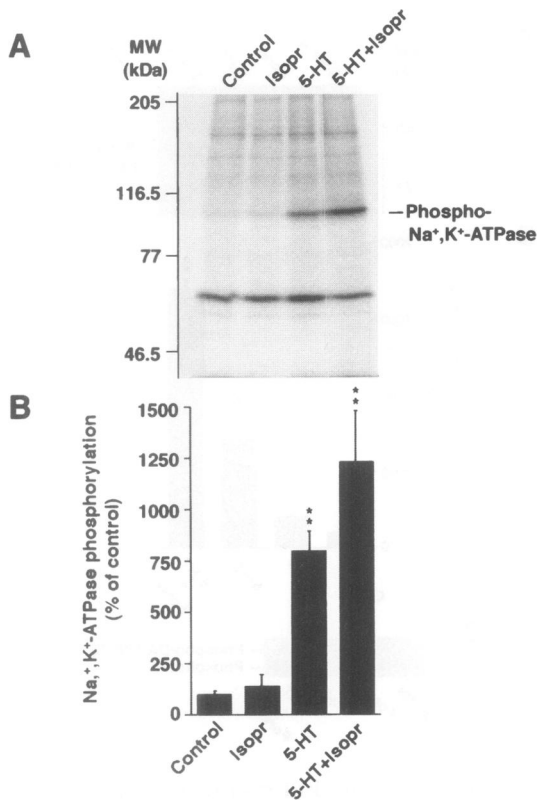 A
MW
(kDa)
Control
Isopr
5-HT
5-HT+Isopr
205
116.5
77
46.5
Phospho-
Na⁺,K⁺-ATPase
B
Na,⁺,K⁺-ATPase phosphorylation
(% of control)
1500
1250
1000
750
500
250
0
**
**
Control
Isopr
5-HT
5-HT+Isopr